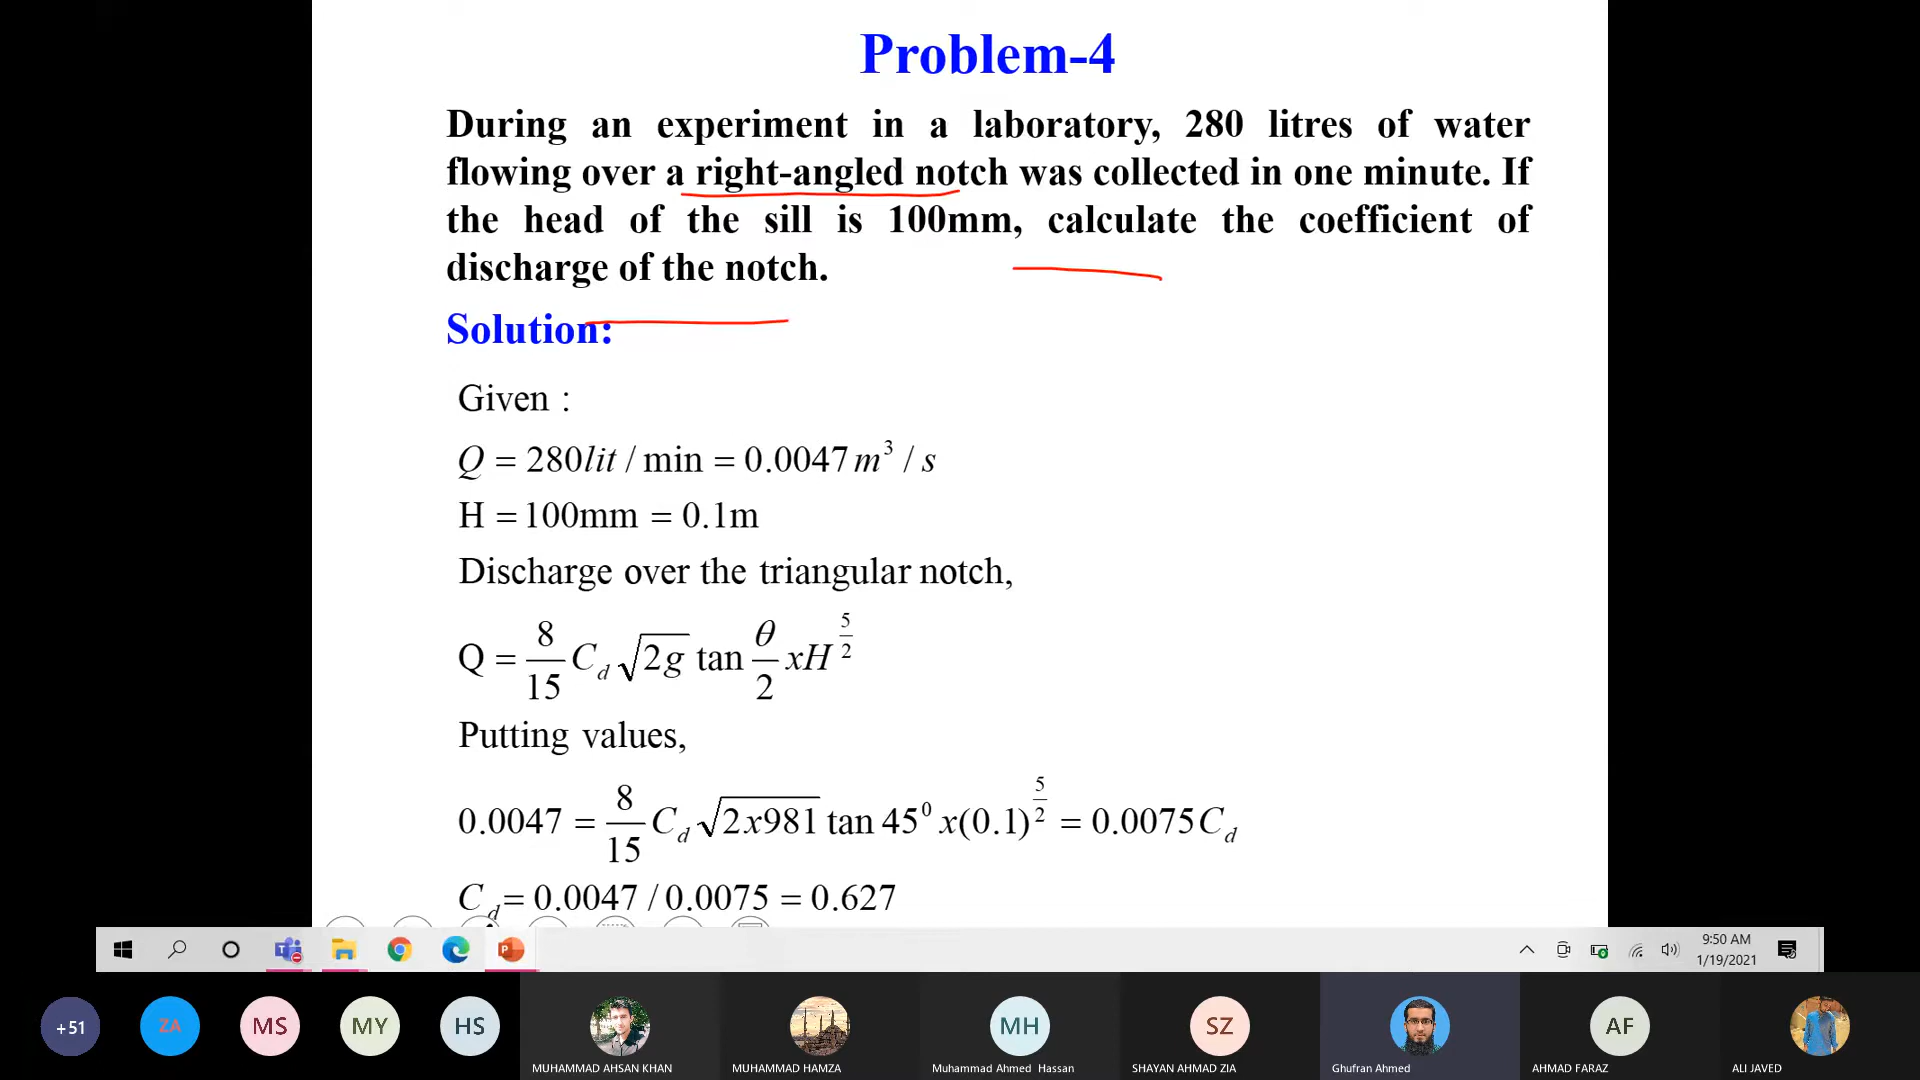 Problem-4
During an experiment in a laboratory, 280 litres of water
flowing over a right-angled notch was collected in one minute. If
the head of the sill is 100mm, calculate the coefficient of
discharge of the notch.
Solution:
Given :
Q = 280lit / min = 0.0047 m³ / s
H = 100mm = 0.1m
Discharge over the triangular notch,
Q = 8/15 C_d √2g tan θ/2 xH^5/2
Putting values,
0.0047 = 8/15 C_d √2x981 tan 45⁰ x(0.1)^5/2 = 0.0075 C_d
C_d = 0.0047 / 0.0075 = 0.627
9:50 AM
1/19/2021
+51 ZA MS MY HS MH SZ AF
MUHAMMAD AHSAN KHAN MUHAMMAD HAMZA Muhammad Ahmed Hassan SHAYAN AHMAD ZIA Ghufran Ahmed AHMAD FARAZ ALI JAVED